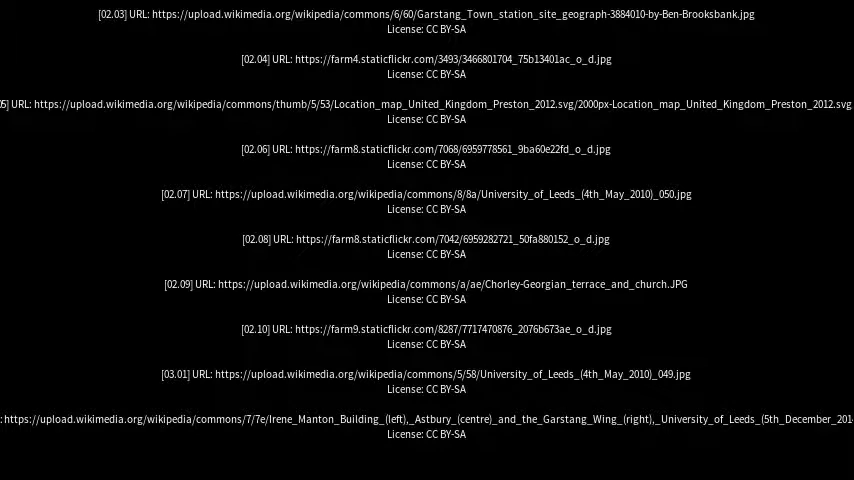 [02.03] URL: https://upload.wikimedia.org/wikipedia/commons/6/60/Garstang_Town_station_site_geograph-3884010-by-Ben-Brooksbank.jpg
License: CC BY-SA
[02.04] URL: https://farm4.staticflickr.com/3493/3466801704_75b13401ac_o_d.jpg
License: CC BY-SA
5] URL: https://upload.wikimedia.org/wikipedia/commons/thumb/5/53/Location_map_United_Kingdom_Preston_2012.svg/2000px-Location_map_United_Kingdom_Preston_2012.svg
License: CC BY-SA
[02.06] URL: https://farm8.staticflickr.com/7068/6959778561_9ba60e22fd_o_d.jpg
License: CC BY-SA
[02.07] URL: https://upload.wikimedia.org/wikipedia/commons/8/8a/University_of_Leeds_(4th_May_2010)_050.jpg
License: CC BY-SA
[02.08] URL: https://farm8.staticflickr.com/7042/6959282721_50fa880152_o_d.jpg
License: CC BY-SA
[02.09] URL: https://upload.wikimedia.org/wikipedia/commons/a/ae/Chorley-Georgian_terrace_and_church.JPG
License: CC BY-SA
[02.10] URL: https://farm9.staticflickr.com/8287/7717470876_2076b673ae_o_d.jpg
License: CC BY-SA
[03.01] URL: https://upload.wikimedia.org/wikipedia/commons/5/58/University_of_Leeds_(4th_May_2010)_049.jpg
License: CC BY-SA
: https://upload.wikimedia.org/wikipedia/commons/7/7e/Irene_Manton_Building_(left),_Astbury_(centre)_and_the_Garstang_Wing_(right),_University_of_Leeds_(5th_December_201
License: CC BY-SA